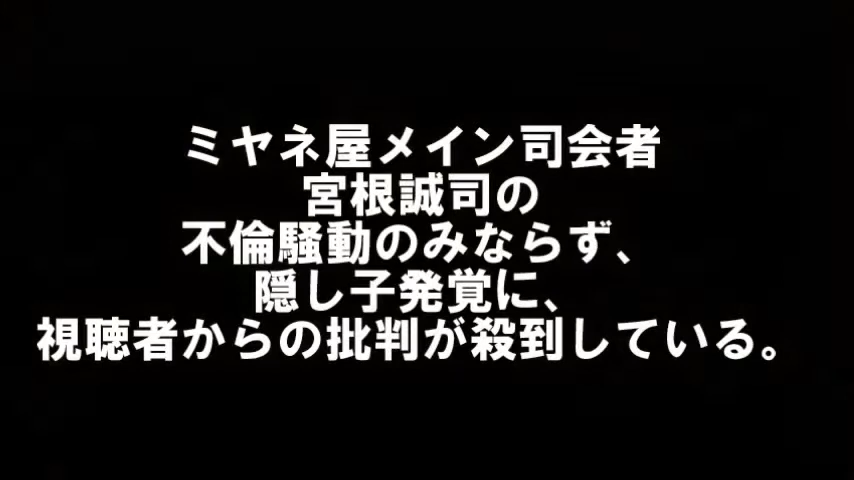 ミヤネ屋メイン司会者
宮根誠司の
不倫騒動のみならず、
隠し子発覚に、
視聴者からの批判が殺到している。